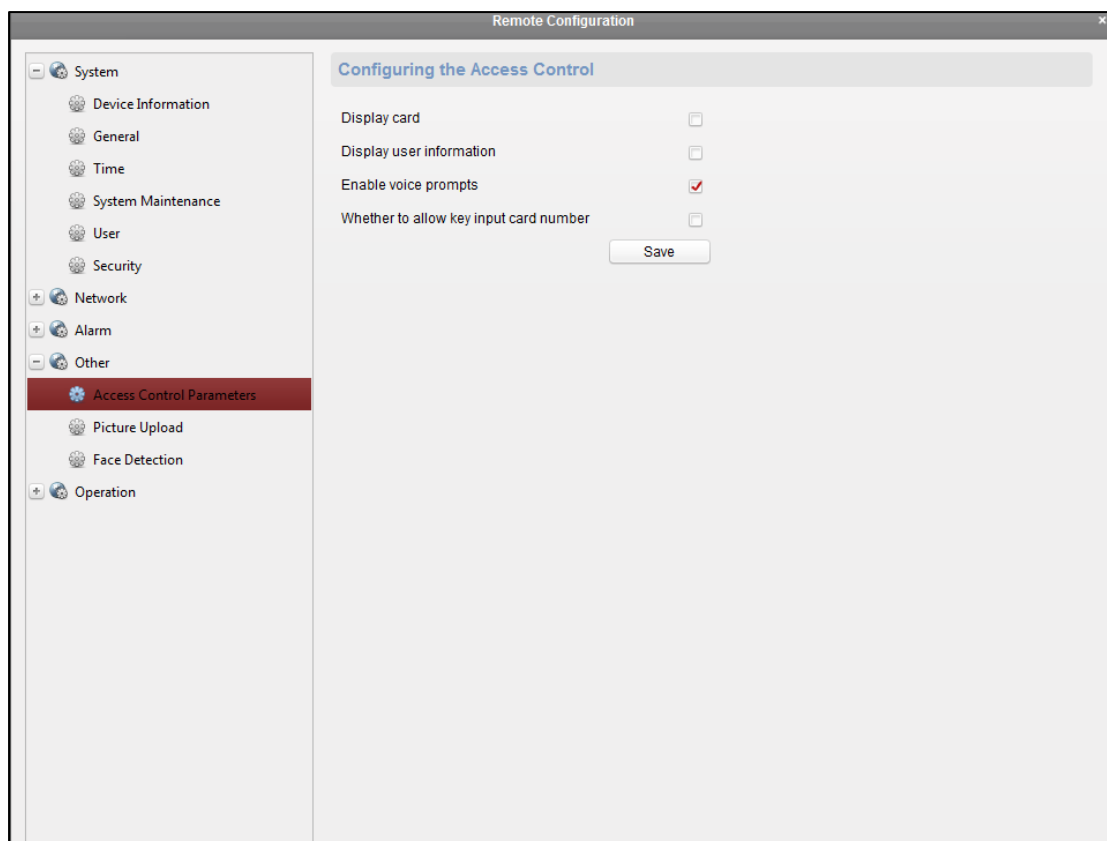 Remote Configuration
×
System
Device Information
General
Time
System Maintenance
User
Security
Network
Alarm
Other
Access Control Parameters
Picture Upload
Face Detection
Operation
Configuring the Access Control
Display card
Display user information
Enable voice prompts
Whether to allow key input card number
Save